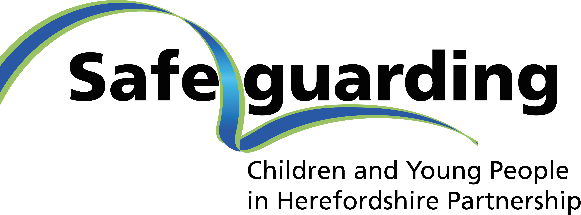 Safeguarding
Children and Young People
in Herefordshire Partnership